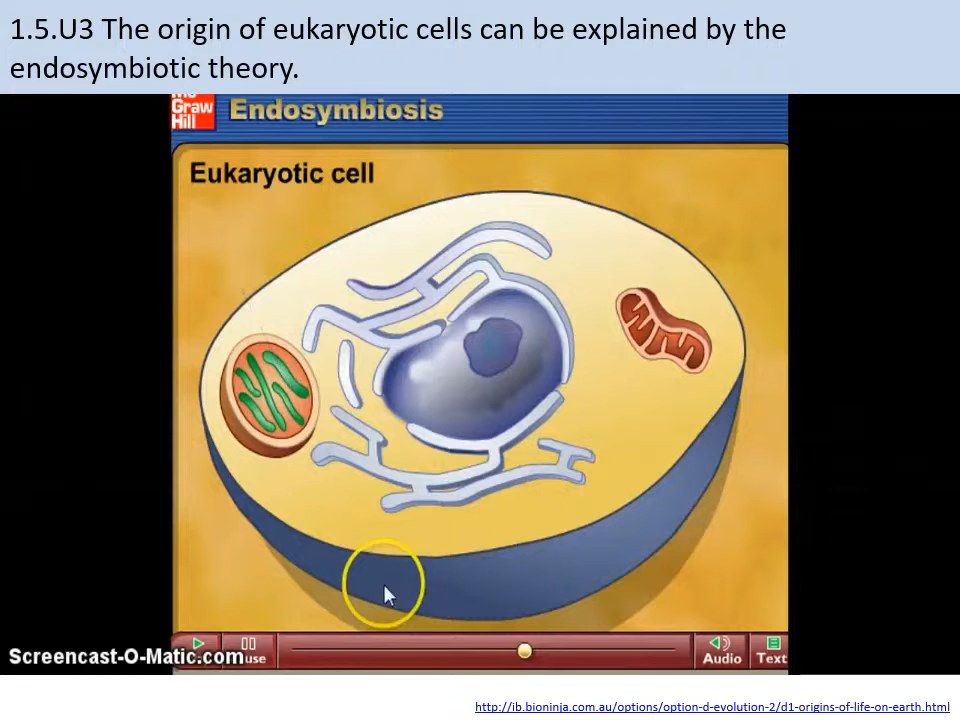 1.5.U3 The origin of eukaryotic cells can be explained by the
endosymbiotic theory.
Graw
Hill
Endosymbiosis
Eukaryotic cell
Screencast-O-Matic.com
Audio
Text
http://ib.bioninja.com.au/options/option-d-evolution-2/d1-origins-of-life-on-earth.html